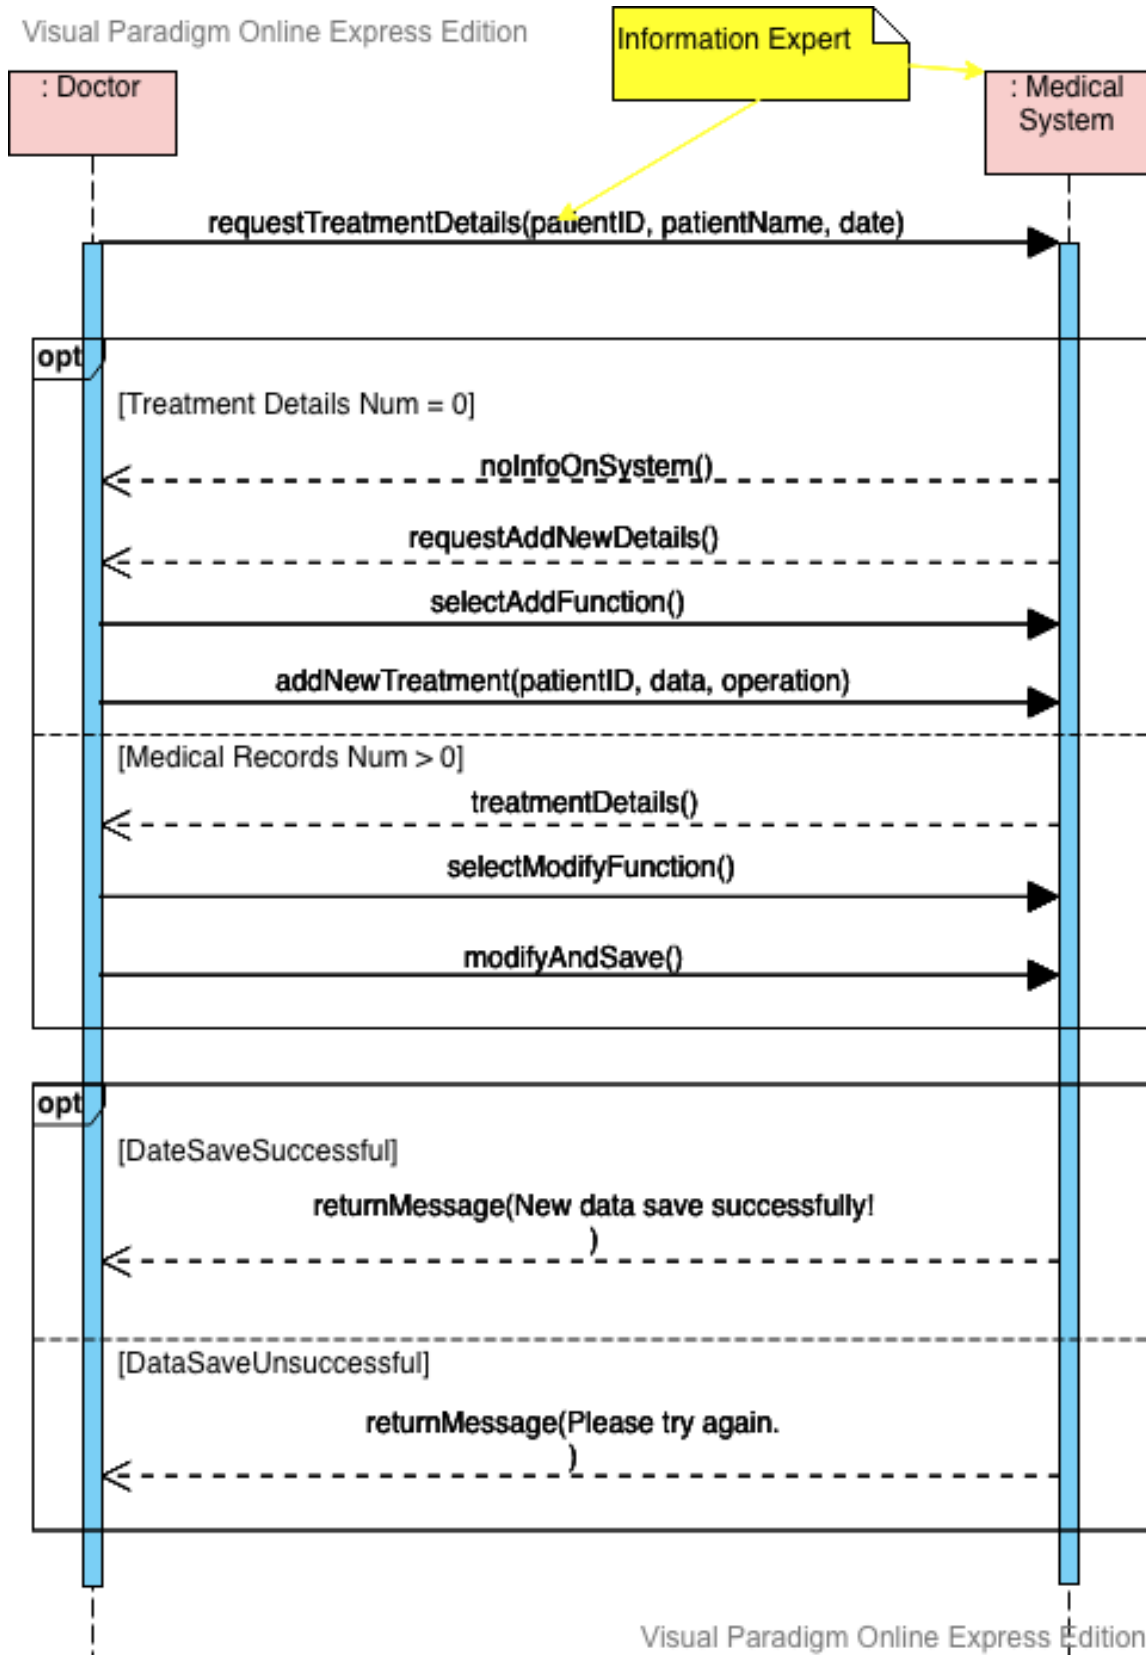 Visual Paradigm Online Express Edition
Information Expert
: Doctor
: Medical
System
requestTreatmentDetails(patientID, patientName, date)
opt
[Treatment Details Num = 0]
noInfoOnSystem()
requestAddNewDetails()
selectAddFunction()
addNewTreatment(patientID, data, operation)
[Medical Records Num > 0]
treatmentDetails()
selectModifyFunction()
modifyAndSave()
opt
[DateSaveSuccessful]
returnMessage(New data save successfully!
)
[DataSaveUnsuccessful]
returnMessage(Please try again.
)
Visual Paradigm Online Express Edition